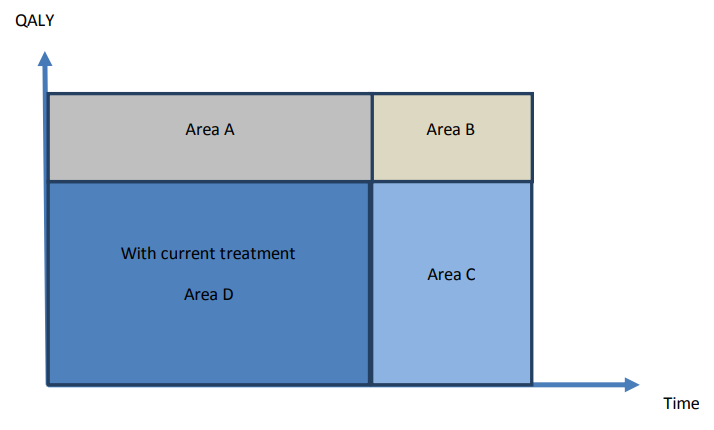 QALY
Area A
Area B
With current treatment
Area D
Area C
Time